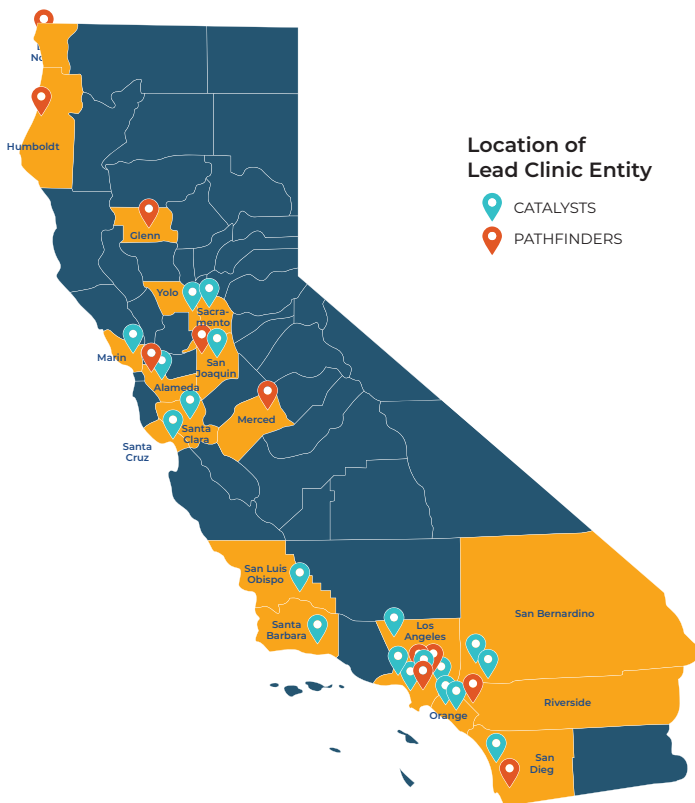 No
Humboldt
Location of
Lead Clinic Entity
CATALYSTS
PATHFINDERS
Glenn
Yolo
Sacra-
mento
Marin
San
Joaquin
Alameda
Merced
Santa
Clara
Santa
Cruz
San Luis
Obispo
Santa
Barbara
Los
Angeles
San Bernardino
Riverside
Orange
San
Dieg